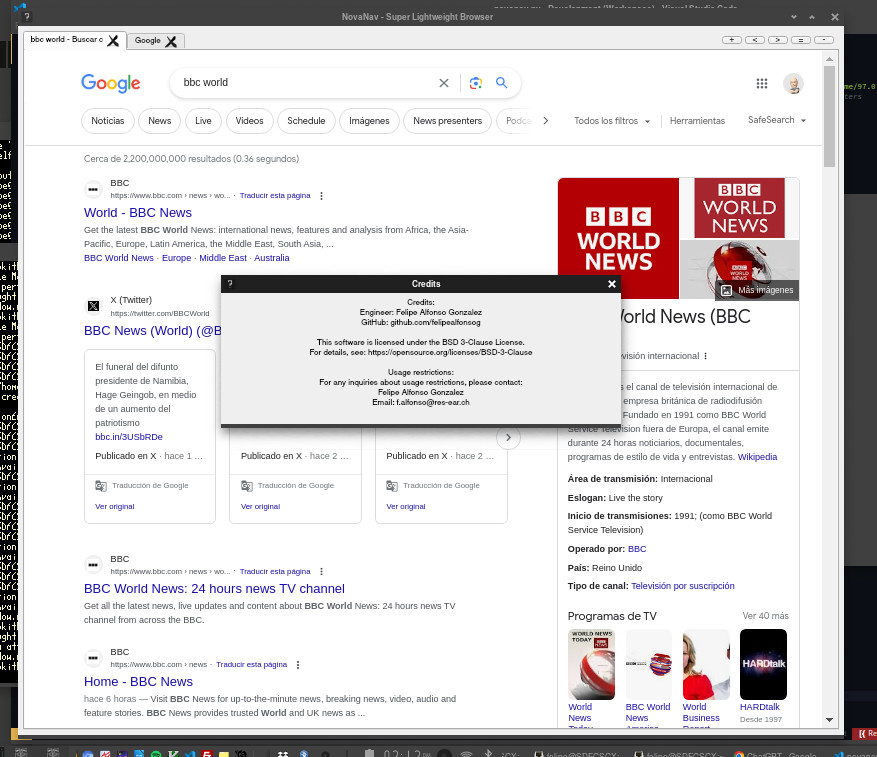 NovaNav - Super Lightweight Browser
bbc world - Buscar c
Google
+ < > = -
Google
bbc world
Noticias
News
Live
Videos
Schedule
Imágenes
News presenters
Podca
Todos los filtros
Herramientas
SafeSearch
Cerca de 2,200,000,000 resultados (0.36 segundos)
BBC
https://www.bbc.com › news › wo... · Traducir esta página
World - BBC News
Get the latest BBC World News: international news, features and analysis from Africa, the Asia-
Pacific, Europe, Latin America, the Middle East, South Asia, ...
BBC World News · Europe · Middle East · Australia
X (Twitter)
https://twitter.com/BBCWorld
BBC News (World) (@B
El funeral del difunto
presidente de Namibia,
Hage Geingob, en medio
de un aumento del
patriotismo
bbc.in/3USbRDe
Publicado en X · hace 1 ...
Traducción de Google
Ver original
Publicado en X · hace 2 ...
Traducción de Google
Ver original
Publicado en X · hace 2 ...
Traducción de Google
Ver original
BBC
https://www.bbc.com › news › wo... · Traducir esta página
BBC World News: 24 hours news TV channel
Get all the latest news, live updates and content about BBC World News: 24 hours news TV
channel from across the BBC.
BBC
https://www.bbc.com › news · Traducir esta página
Home - BBC News
hace 6 horas — Visit BBC News for up-to-the-minute news, breaking news, video, audio and
feature stories. BBC News provides trusted World and UK news as ...
Credits
Credits:
Engineer: Felipe Alfonso Gonzalez
GitHub: github.com/felipealfonsog
This software is licensed under the BSD 3-Clause License.
For details, see: https://opensource.org/licenses/BSD-3-Clause
Usage restrictions:
For any inquiries about usage restrictions, please contact:
Felipe Alfonso Gonzalez
Email: f.alfonso@res-ear.ch
BBC
WORLD
NEWS
BBC
WORLD
NEWS
BBC
WORLD
NEWS
Más imágenes
orld News (BBC
visión internacional
s el canal de televisión internacional de
empresa británica de radiodifusión
Fundado en 1991 como BBC World
Service Television fuera de Europa, el canal emite
durante 24 horas noticiarios, documentales,
programas de estilo de vida y entrevistas. Wikipedia
Área de transmisión: Internacional
Eslogan: Live the story
Inicio de transmisiones: 1991; (como BBC World
Service Television)
Operado por: BBC
País: Reino Unido
Tipo de canal: Televisión por suscripción
Programas de TV
Ver 40 más
WORLD NEWS
TODAY
HARDtalk
World
News
Today
BBC World
News
America
World
Business
Report
HARDtalk
Desde 1997